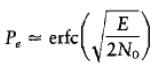 P_e ≃ erfc(√(E / 2N_0))